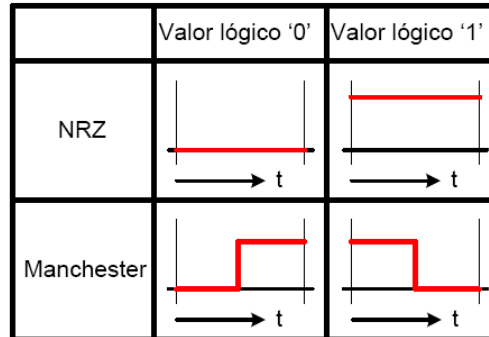 Valor lógico ‘0’
Valor lógico ‘1’
NRZ
t
t
Manchester
t
t